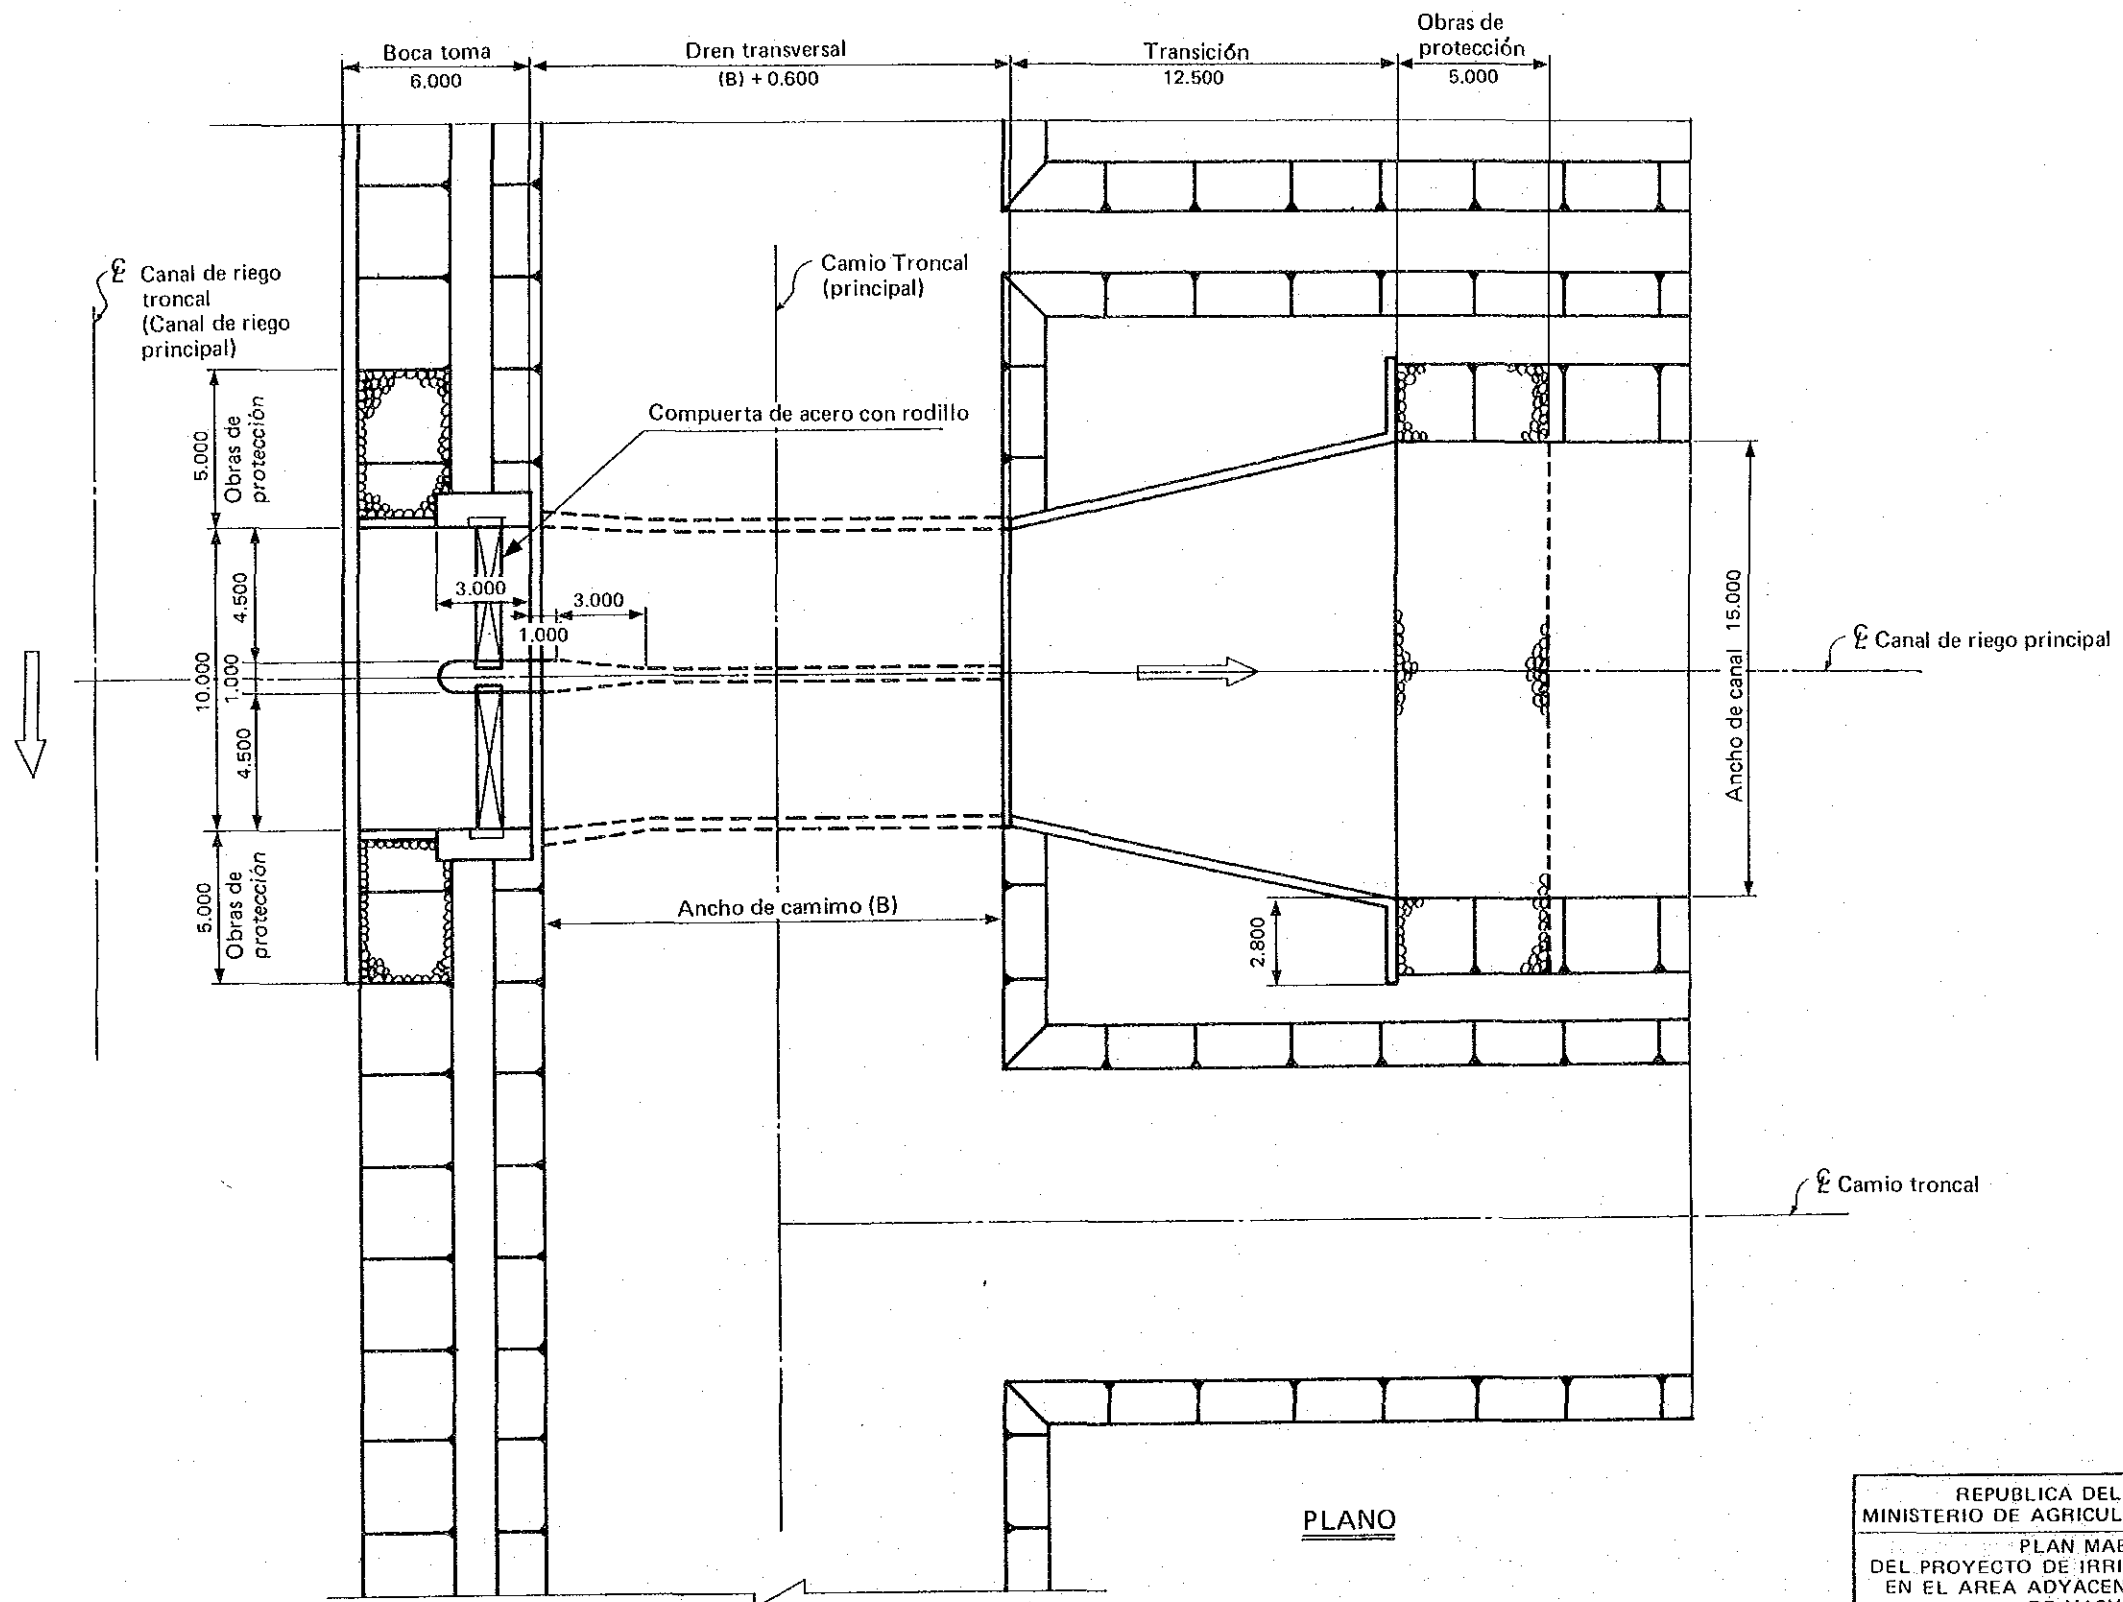 Boca toma
6.000
Dren transversal
(B) + 0.600
Transición
12.500
Obras de
protección
5.000
℄ Canal de riego
troncal
(Canal de riego
principal)
Camio Troncal
(principal)
Compuerta de acero con rodillo
5.000
Obras de
protección
10.000
4.500
1.000
4.500
3.000
3.000
1.000
5.000
Obras de
protección
Ancho de camimo (B)
2.800
Ancho de canal 15.000
℄ Canal de riego principal
℄ Camio troncal
PLANO
REPUBLICA DEL
MINISTERIO DE AGRICUL
PLAN MAE
DEL PROYECTO DE IRRI
EN EL AREA ADYACEN